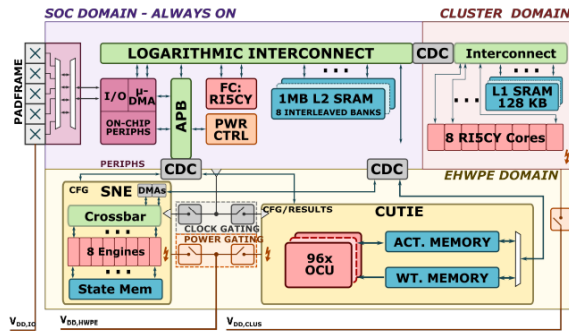 SOC DOMAIN - ALWAYS ON
CLUSTER DOMAIN
LOGARITHMIC INTERCONNECT
CDC
Interconnect
PADFRAME
I/O
μ-DMA
ON-CHIP PERIPHS
APB
FC: RI5CY
PWR CTRL
1MB L2 SRAM
8 INTERLEAVED BANKS
L1 SRAM
128 KB
8 RI5CY Cores
PERIPHS
CDC
CDC
EHWPE DOMAIN
CFG
SNE
DMAs
Crossbar
8 Engines
State Mem
CLOCK GATING
POWER GATING
CFG/RESULTS
CUTIE
96x
OCU
ACT. MEMORY
WT. MEMORY
VDD,IO
VDD,HWPE
VDD,CLUS